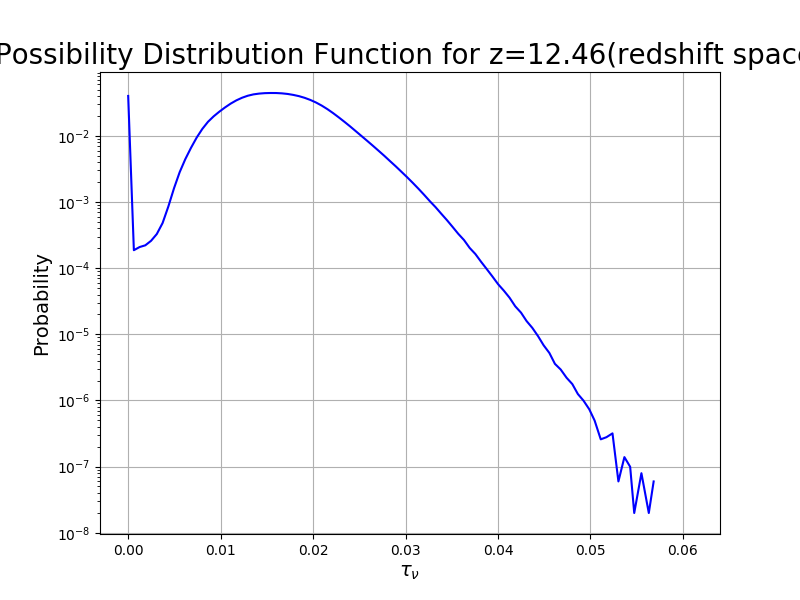 Possibility Distribution Function for z=12.46(redshift space
Probability
10⁻²
10⁻³
10⁻⁴
10⁻⁵
10⁻⁶
10⁻⁷
10⁻⁸
0.00 0.01 0.02 0.03 0.04 0.05 0.06
τ_ν